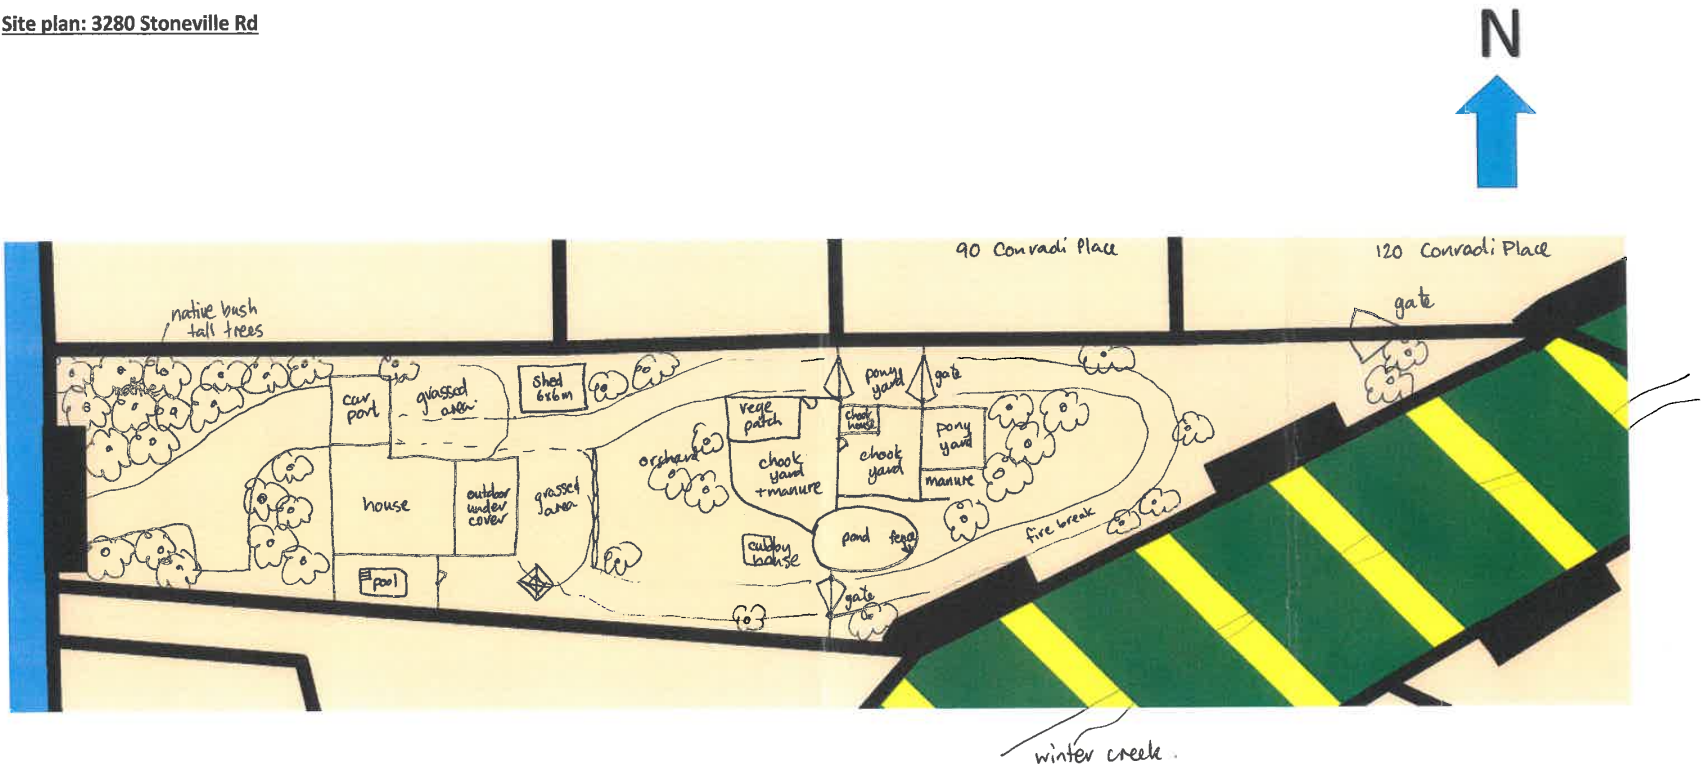 Site plan: 3280 Stoneville Rd
N
90 Conradi Place
120 Conradi Place
native bush
tall trees
gate
car
port
grassed
area
Shed
6x6m
pony
yard
gate
vege
patch
chook
house
pony
yard
orchard
chook
yard
+manure
chook
yard
manure
house
outdoor
under
cover
grassed
area
pool
cubby
house
pond
fence
fire break
gate
winter creek.